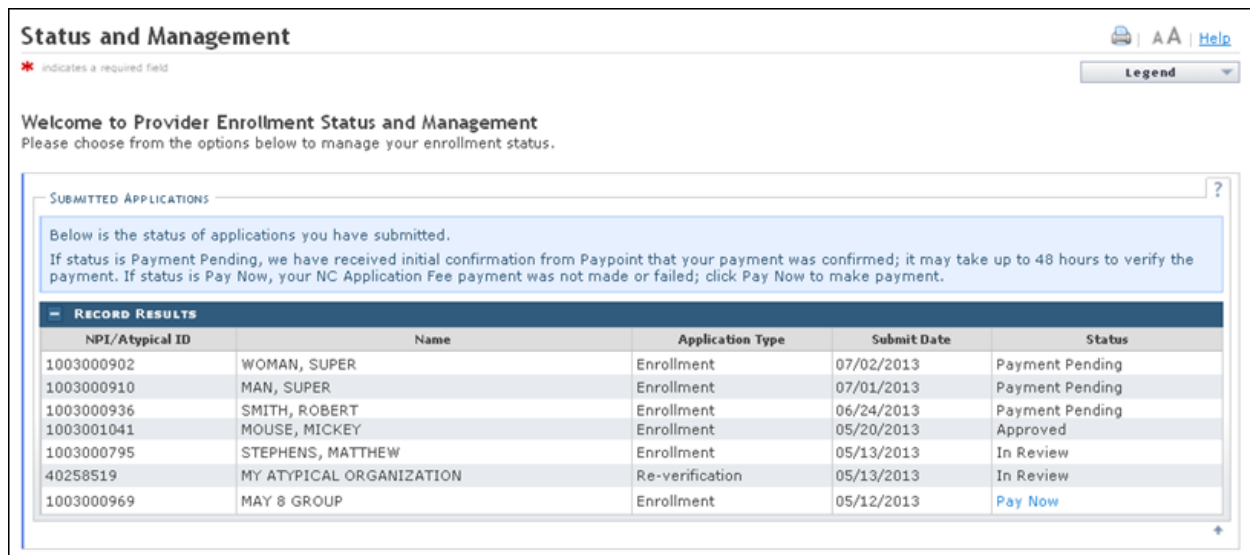 Status and Management
A A | Help
* indicates a required field
Legend
Welcome to Provider Enrollment Status and Management
Please choose from the options below to manage your enrollment status.
?
SUBMITTED APPLICATIONS
Below is the status of applications you have submitted.
If status is Payment Pending, we have received initial confirmation from Paypoint that your payment was confirmed; it may take up to 48 hours to verify the
payment. If status is Pay Now, your NC Application Fee payment was not made or failed; click Pay Now to make payment.
RECORD RESULTS
NPI/Atypical ID Name Application Type Submit Date Status
1003000902 WOMAN, SUPER Enrollment 07/02/2013 Payment Pending
1003000910 MAN, SUPER Enrollment 07/01/2013 Payment Pending
1003000936 SMITH, ROBERT Enrollment 06/24/2013 Payment Pending
1003001041 MOUSE, MICKEY Enrollment 05/20/2013 Approved
1003000795 STEPHENS, MATTHEW Enrollment 05/13/2013 In Review
40258519 MY ATYPICAL ORGANIZATION Re-verification 05/13/2013 In Review
1003000969 MAY 8 GROUP Enrollment 05/12/2013 Pay Now